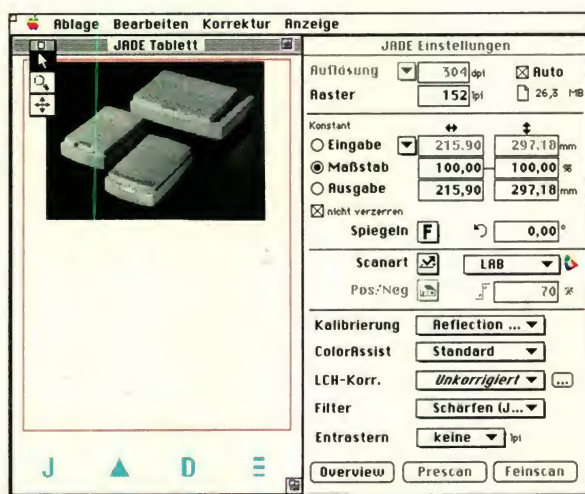 Ablage Bearbeiten Korrektur Anzeige
JADE Tablett
JADE Einstellungen
Auflösung 304 dpi Auto
Raster 152 lpi 26,3 MB
Konstant
Eingabe 215.90 297.18 mm
Maßstab 100,00 100,00 %
Ausgabe 215,90 297,18 mm
nicht verzerren
Spiegeln F 0,00°
Scanart LAB
Pos/Neg 70 %
Kalibrierung Reflection ...
ColorAssist Standard
LCH-Korr. Unkorrigiert ...
Filter Schärfen (J...
Entrastern keine lpi
Overview Prescan Feinscan
J A D E